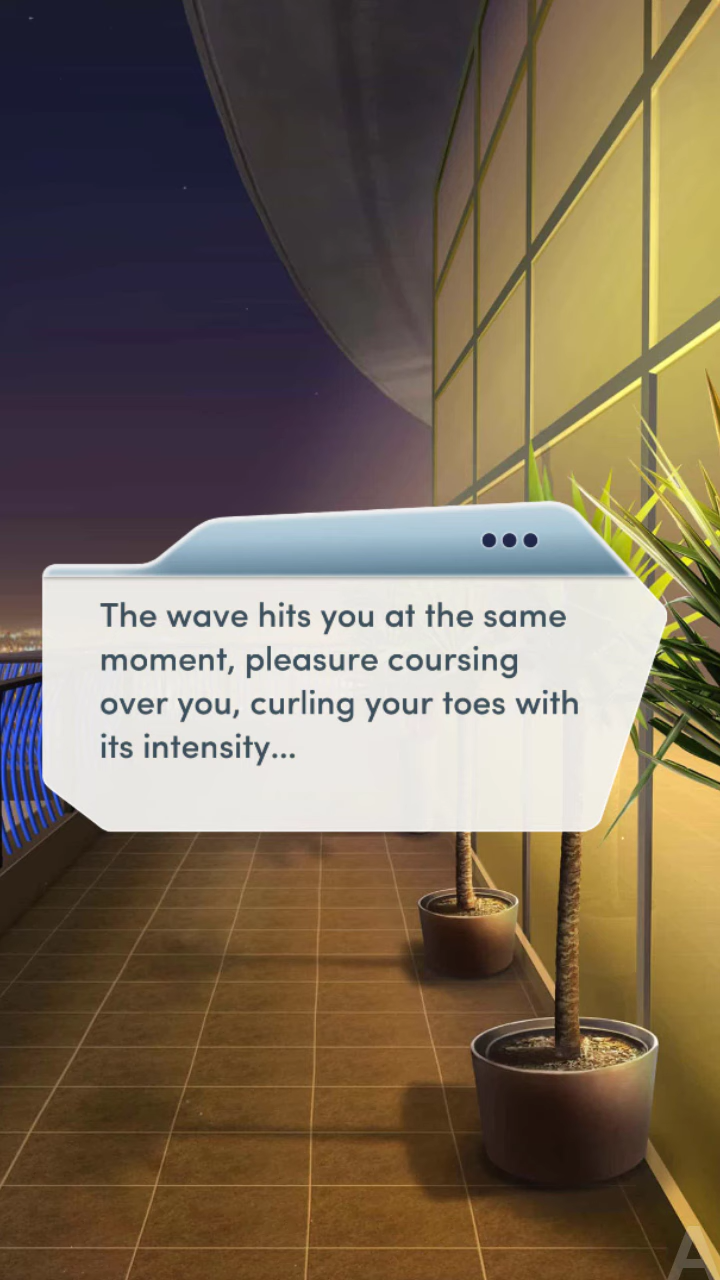 The wave hits you at the same
moment, pleasure coursing
over you, curling your toes with
its intensity...
A